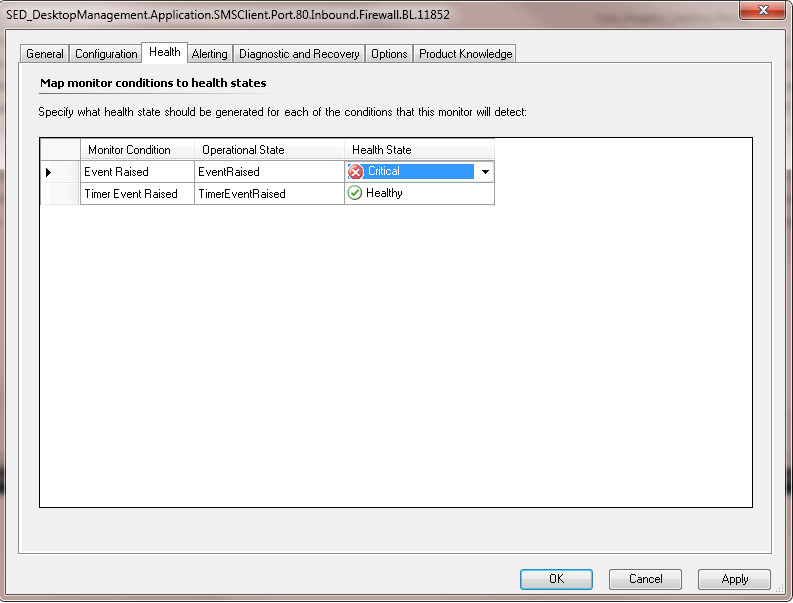 SED_DesktopManagement.Application.SMSClient.Port.80.Inbound.Firewall.BL.11852
General Configuration Health Alerting Diagnostic and Recovery Options Product Knowledge
Map monitor conditions to health states
Specify what health state should be generated for each of the conditions that this monitor will detect:
Monitor Condition Operational State Health State
Event Raised EventRaised Critical
Timer Event Raised TimerEventRaised Healthy
OK Cancel Apply